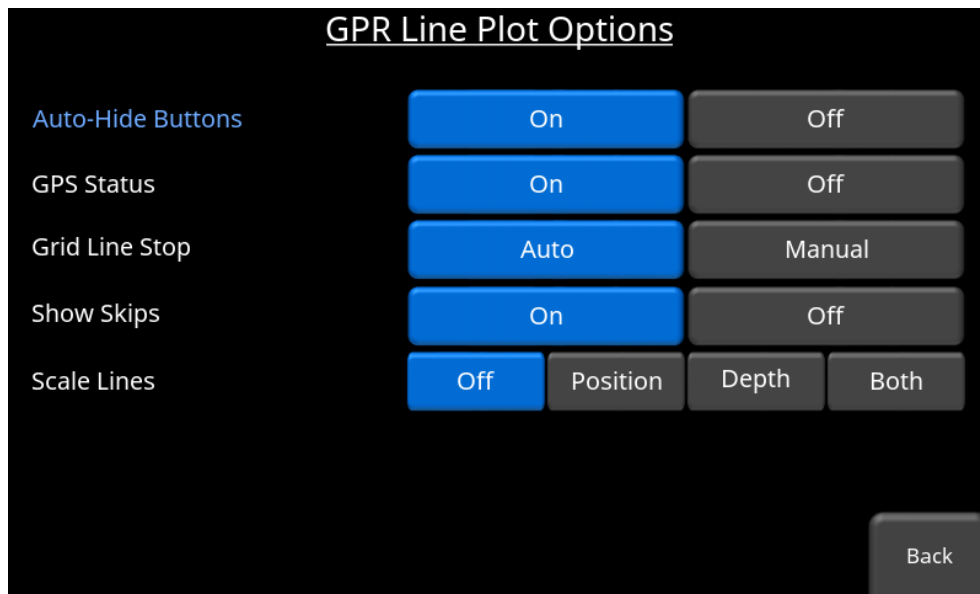 GPR Line Plot Options
Auto-Hide Buttons On Off
GPS Status On Off
Grid Line Stop Auto Manual
Show Skips On Off
Scale Lines Off Position Depth Both
Back